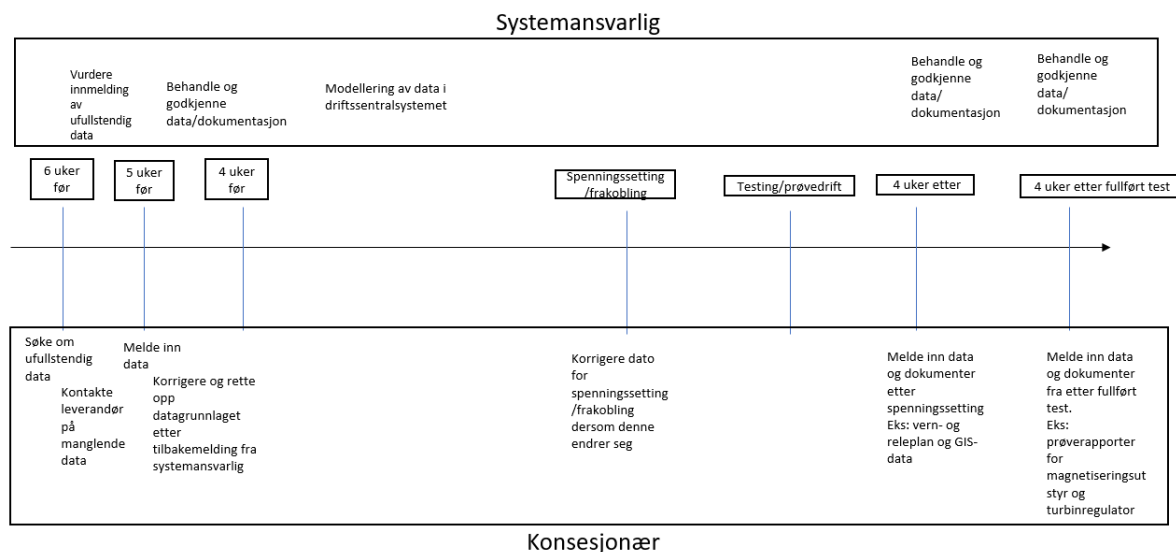 Systemansvarlig
Vurdere
innmelding
av
ufullstendig
data
Behandle og
godkjenne
data/dokumentasjon
Modellering av data i
driftssentralsystemet
Behandle og
godkjenne
data/
dokumentasjon
Behandle og
godkjenne
data/
dokumentasjon
6 uker
før
5 uker
før
4 uker
før
Spenningssetting
/frakobling
Testing/prøvedrift
4 uker etter
4 uker etter fullført test
Søke om
ufullstendig
data
Kontakte
leverandør
på
manglende
data
Melde inn
data
Korrigere og rette
opp
datagrunnlaget
etter
tilbakemelding fra
systemansvarlig
Korrigere dato
for
spenningssetting
/frakobling
dersom denne
endrer seg
Melde inn data
og dokumenter
etter
spenningssetting
Eks: vern- og
releplan og GIS-
data
Melde inn data
og dokumenter
fra etter fullført
test.
Eks:
prøverapporter
for
magnetiseringsut
styr og
turbinregulator
Konsesjonær